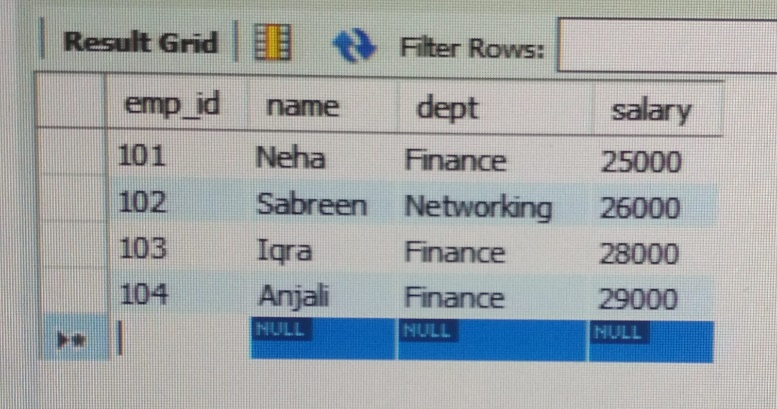 Result Grid Filter Rows:
emp_id name dept salary
101 Neha Finance 25000
102 Sabreen Networking 26000
103 Iqra Finance 28000
104 Anjali Finance 29000
NULL NULL NULL